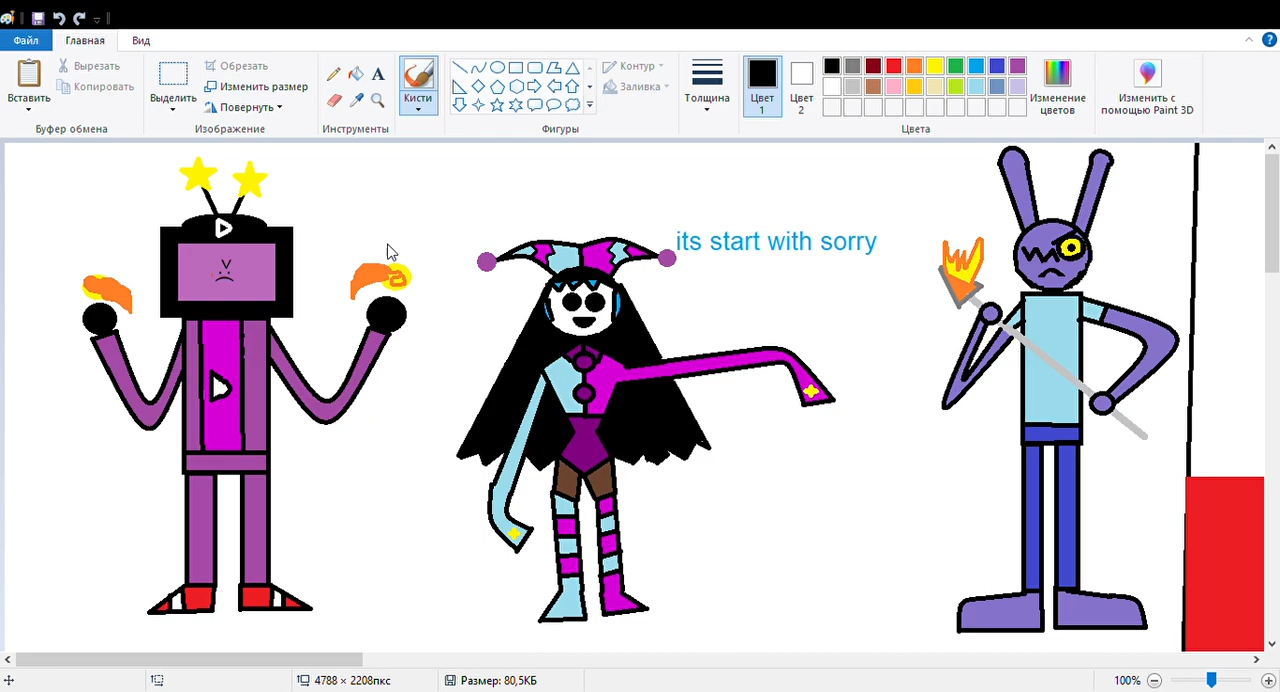 Файл Главная Вид
Вставить
Вырезать
Копировать
Буфер обмена
Выделить
Обрезать
Изменить размер
Повернуть
Изображение
A
Инструменты
Кисти
Контур
Заливка
Фигуры
Толщина
Цвет 1
Цвет 2
Изменение цветов
Цвета
Изменить с помощью Paint 3D
its start with sorry
4788 × 2208пкс
Размер: 80,5КБ
100%